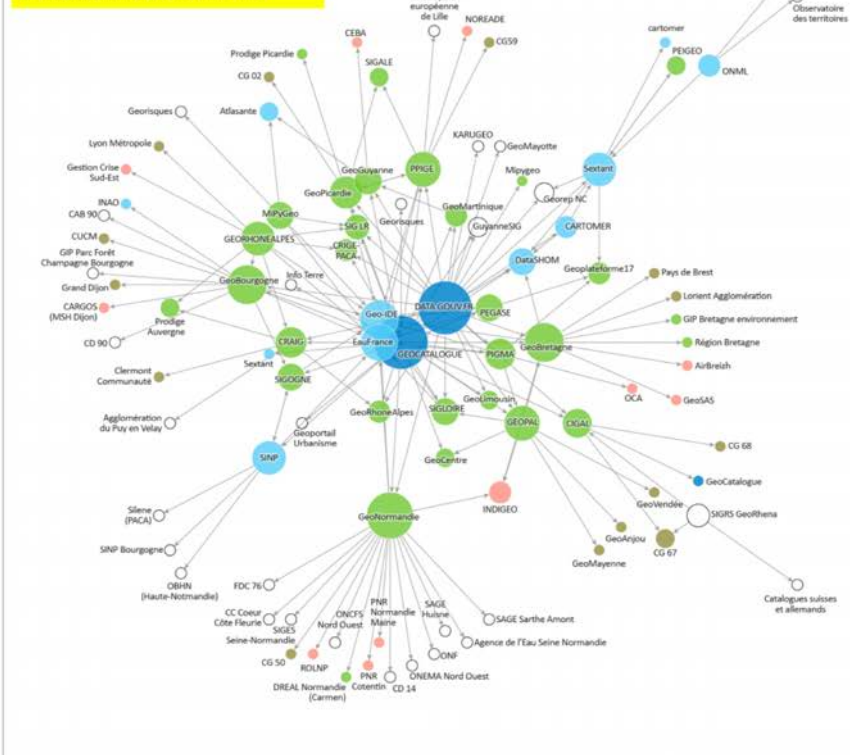 européenne
de Lille
Observatoire
des territoires
NOREADE
CEBA
CG59
cartomer
PEIGEO
ONML
Prodige Picardie
SIGALE
CG 02
Georisques
Atlasante
KARUGEO
GeoMayotte
Lyon Métropole
Gestion Crise
Sud-Est
GeoGuyanne
PPIGE
Mipygeo
Sextant
GeoPicardie
Georep NC
INAO
CAB 90
MiPyGeo
Georisques
GeoMartinique
GuyanneSIG
CARTOMER
SIG LR
CUCM
GEORHONEALPES
CRIGE-
PACA
GIP Parc Forêt
Champagne Bourgogne
DataSHOM
Geoplateforme17
Pays de Brest
GeoBourgogne
Info Terre
Grand Dijon
Lorient Agglomération
CARGOS
(MSH Dijon)
Prodige
Auvergne
Geo-IDE
DATA.GOUV.FR
PEGASE
GIP Bretagne environnement
CD 90
CRAIG
EauFrance
GEOCATALOGUE
PIGMA
GeoBretagne
Région Bretagne
Sextant
AirBreizh
Clermont
Communauté
SIGOGNE
OCA
GeoSAS
Agglomération
du Puy en Velay
GeoRhoneAlpes
SIGLOIRE
GeoLimousin
Geoportail
Urbanisme
GEOPAL
CIGAL
CG 68
SINP
GeoCentre
GeoCatalogue
GeoVendée
Silene
(PACA)
INDIGEO
SIGRS GeoRhena
GeoNormandie
GeoAnjou
CG 67
SINP Bourgogne
GeoMayenne
OBHN
(Haute-Notmandie)
FDC 76
Catalogues suisses
et allemands
CC Coeur
Côte Fleurie
SIGES
Seine-Normandie
ONCFS
Nord Ouest
PNR
Normandie
Maine
SAGE
Huisne
SAGE Sarthe Amont
Agence de l'Eau Seine Normandie
CG 50
ROLNP
ONF
DREAL Normandie
(Carmen)
PNR
Cotentin
CD 14
ONEMA Nord Ouest